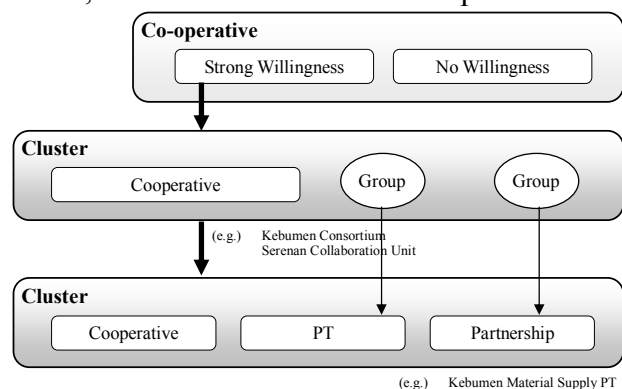 Co-operative
Strong Willingness
No Willingness
Cluster
Cooperative
Group
Group
(e.g.) Kebumen Consortium
Serenan Collaboration Unit
Cluster
Cooperative
PT
Partnership
(e.g.) Kebumen Material Supply PT